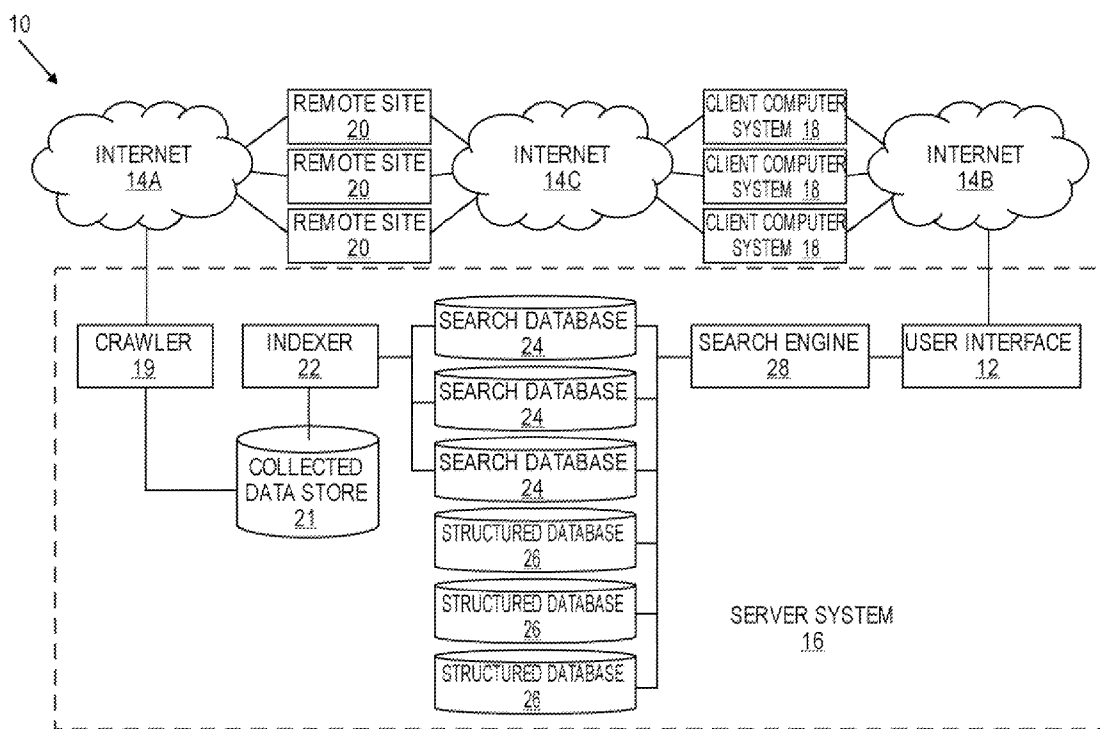 10
INTERNET
14A
REMOTE SITE
20
REMOTE SITE
20
REMOTE SITE
20
INTERNET
14C
CLIENT COMPUTER
SYSTEM 18
CLIENT COMPUTER
SYSTEM 18
CLIENT COMPUTER
SYSTEM 18
INTERNET
14B
CRAWLER
19
INDEXER
22
COLLECTED
DATA STORE
21
SEARCH DATABASE
24
SEARCH DATABASE
24
SEARCH DATABASE
24
STRUCTURED DATABASE
26
STRUCTURED DATABASE
26
STRUCTURED DATABASE
26
SEARCH ENGINE
28
USER INTERFACE
12
SERVER SYSTEM
16